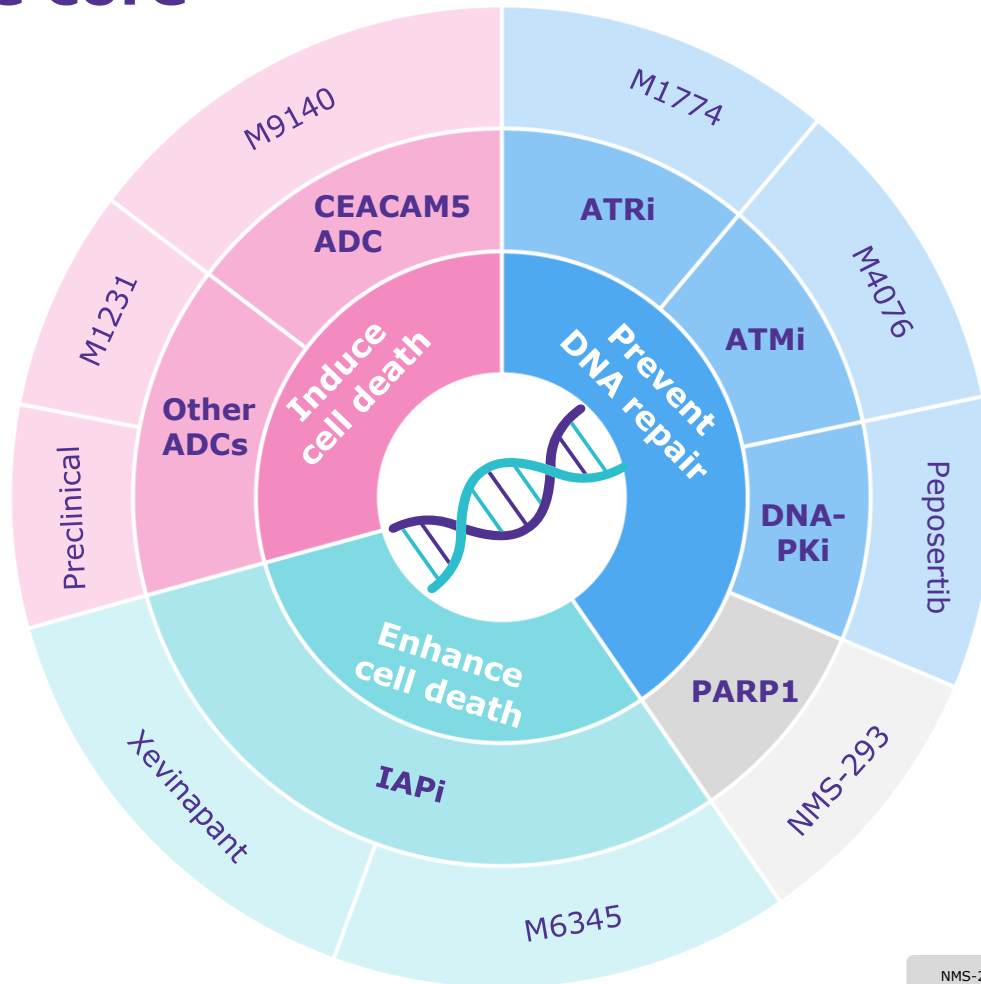 core
M9140
M1774
CEACAM5
ADC
ATRi
M1231
M4076
Induce
cell death
Prevent
DNA repair
ATMi
Other
ADCs
Preclinical
DNA-
PKi
Peposertib
Enhance
cell death
PARP1
NMS-293
IAPi
Xevinapant
M6345